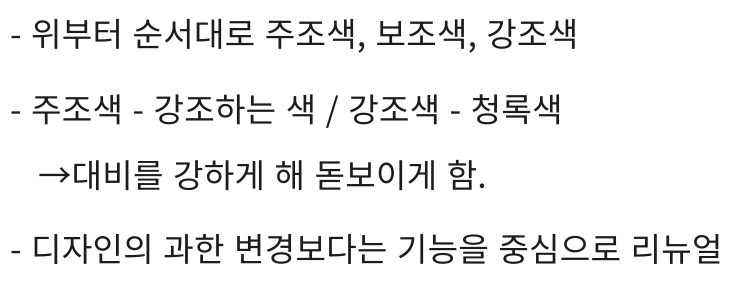 - 위부터 순서대로 주조색, 보조색, 강조색
- 주조색 - 강조하는 색 / 강조색 - 청록색
→대비를 강하게 해 돋보이게 함.
- 디자인의 과한 변경보다는 기능을 중심으로 리뉴얼